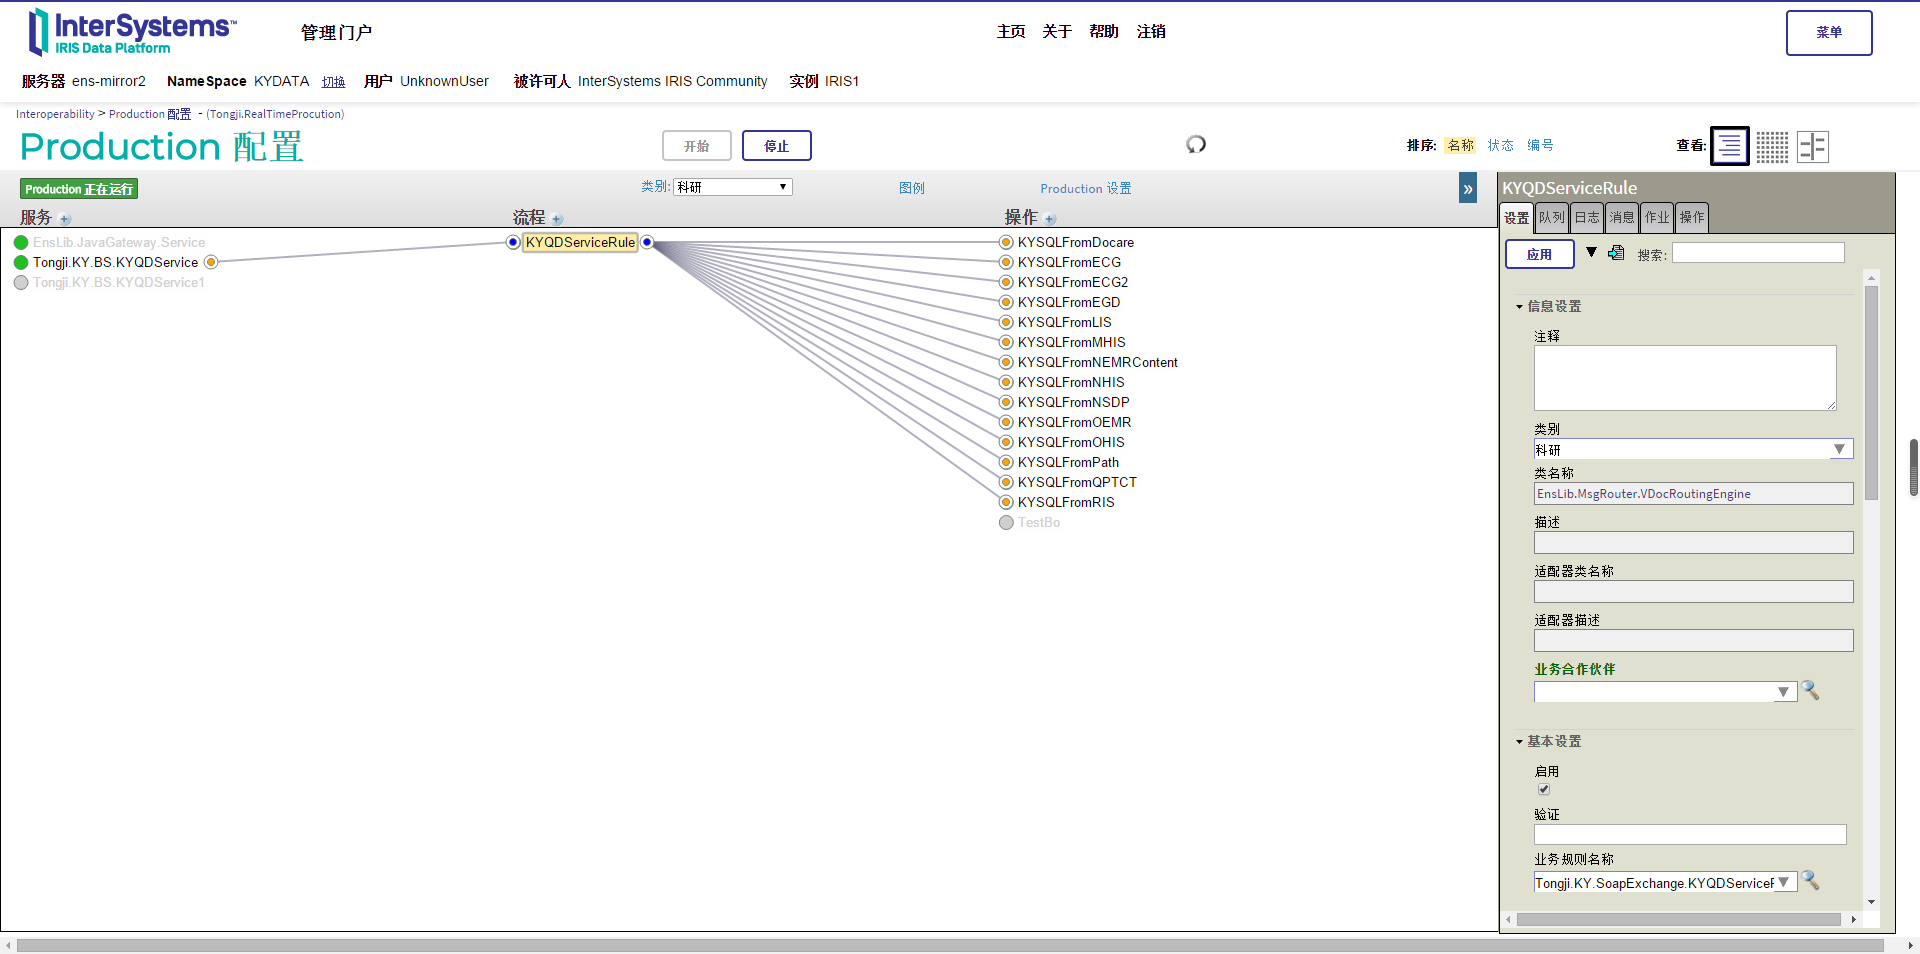 InterSystems™
IRIS Data Platform
管理门户
主页 关于 帮助 注销
菜单
服务器 ens-mirror2 NameSpace KYDATA 切换 用户 UnknownUser 被许可人 InterSystems IRIS Community 实例 IRIS1
Interoperability > Production 配置 - (Tongji.RealTimeProcution)
Production 配置
开始 停止
排序: 名称 状态 编号
查看:
Production 正在运行
类别: 科研
图例
Production 设置
»
服务 +
流程 +
操作 +
EnsLib.JavaGateway.Service
Tongji.KY.BS.KYQDService
Tongji.KY.BS.KYQDService1
KYQDServiceRule
KYSQLFromDocare
KYSQLFromECG
KYSQLFromECG2
KYSQLFromEGD
KYSQLFromLIS
KYSQLFromMHIS
KYSQLFromNEMRContent
KYSQLFromNHIS
KYSQLFromNSDP
KYSQLFromOEMR
KYSQLFromOHIS
KYSQLFromPath
KYSQLFromQPTCT
KYSQLFromRIS
TestBo
KYQDServiceRule
设置 队列 日志 消息 作业 操作
应用
搜索:
信息设置
注释
类别
科研
类名称
EnsLib.MsgRouter.VDocRoutingEngine
描述
适配器类名称
适配器描述
业务合作伙伴
基本设置
启用
验证
业务规则名称
Tongji.KY.SoapExchange.KYQDService